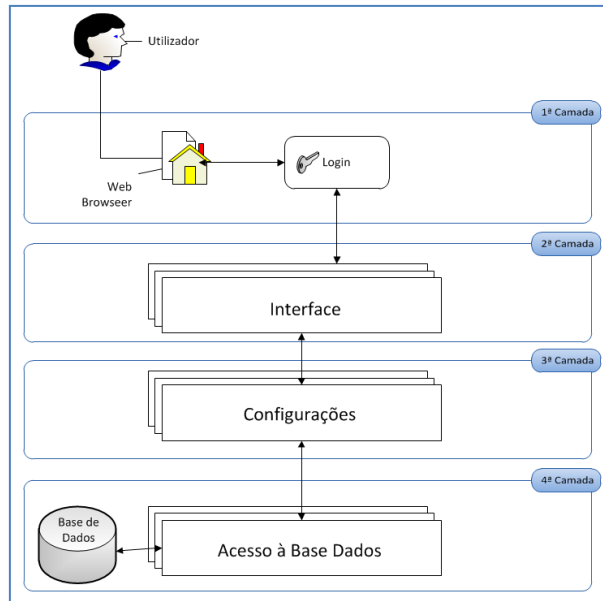 Utilizador
1ª Camada
Login
Web
Browseer
2ª Camada
Interface
3ª Camada
Configurações
4ª Camada
Base de
Dados
Acesso à Base Dados